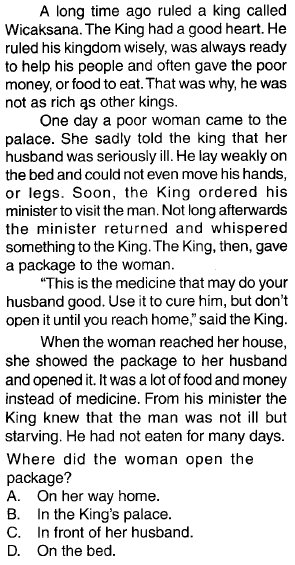 A long time ago ruled a king called
Wicaksana. The King had a good heart. He
ruled his kingdom wisely, was always ready
to help his people and often gave the poor
money, or food to eat. That was why, he was
not as rich as other kings.
One day a poor woman came to the
palace. She sadly told the king that her
husband was seriously ill. He lay weakly on
the bed and could not even move his hands,
or legs. Soon, the King ordered his
minister to visit the man. Not long afterwards
the minister returned and whispered
something to the King. The King, then, gave
a package to the woman.
“This is the medicine that may do your
husband good. Use it to cure him, but don’t
open it until you reach home,” said the King.
When the woman reached her house,
she showed the package to her husband
and opened it. It was a lot of food and money
instead of medicine. From his minister the
King knew that the man was not ill but
starving. He had not eaten for many days.
Where did the woman open the
package?
A. On her way home.
B. In the King’s palace.
C. In front of her husband.
D. On the bed.